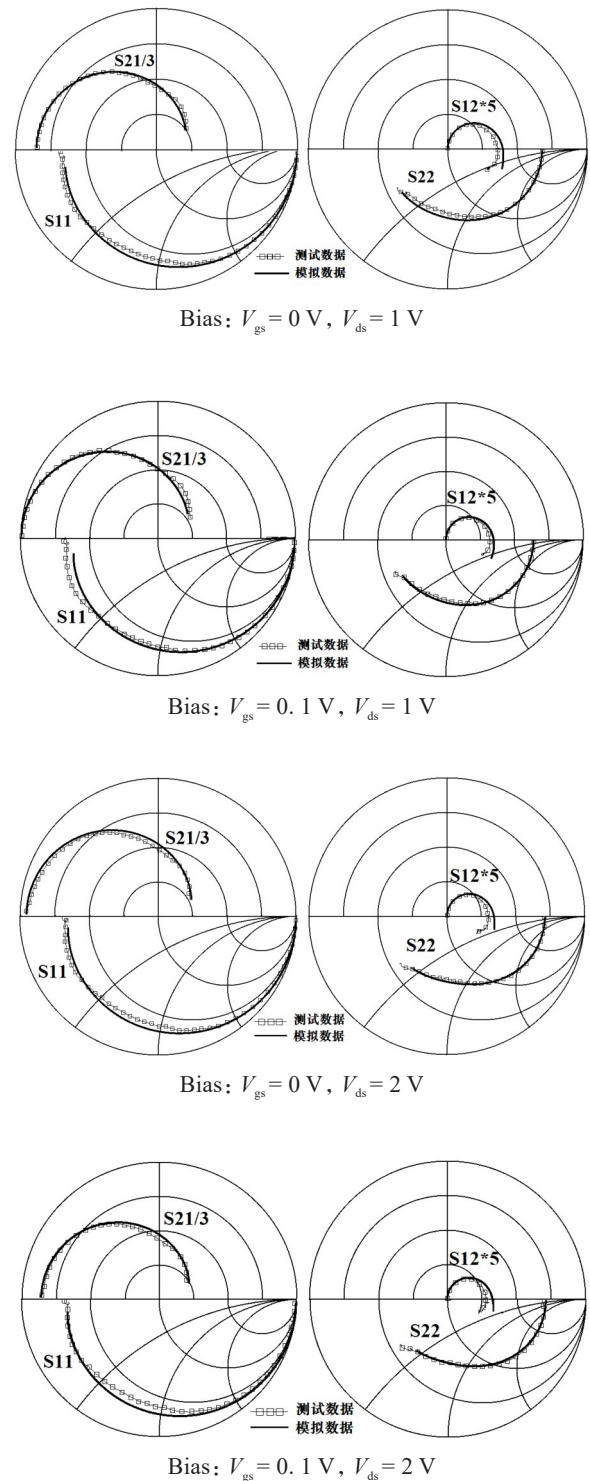 S21/3
S12*5
S22
S11
测试数据
模拟数据
Bias: Vgs = 0 V, Vds = 1 V
S21/3
S12*5
S11
测试数据
模拟数据
Bias: Vgs = 0. 1 V, Vds = 1 V
S21/3
S12*5
S22
S11
测试数据
模拟数据
Bias: Vgs = 0 V, Vds = 2 V
S21/3
S12*5
S22
S11
测试数据
模拟数据
Bias: Vgs = 0. 1 V, Vds = 2 V